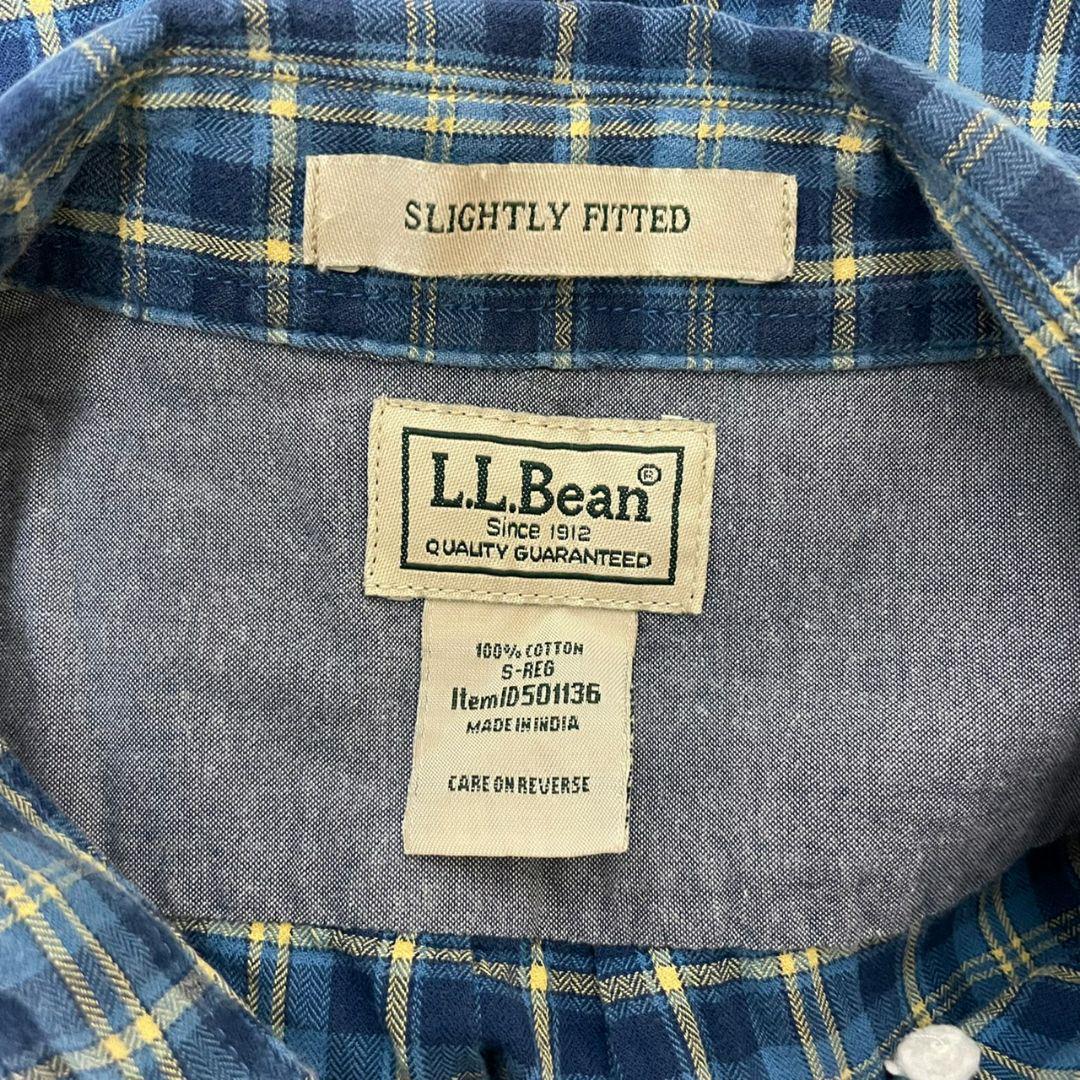 SLIGHTLY FITTED
L.L.Bean®
Since 1912
QUALITY GUARANTEED
100% COTTON
S-REG
ItemID501136
MADE IN INDIA
CARE ON REVERSE